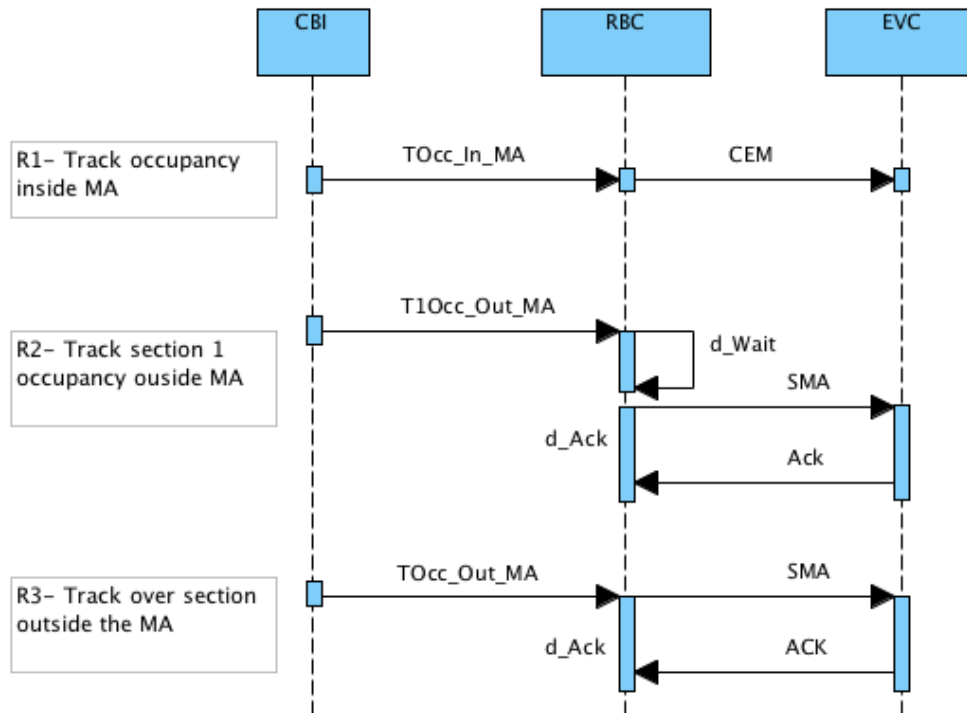 CBI
RBC
EVC
R1- Track occupancy
inside MA
TOcc_In_MA
CEM
R2- Track section 1
occupancy ouside MA
T1Occ_Out_MA
d_Wait
SMA
d_Ack
Ack
R3- Track over section
outside the MA
TOcc_Out_MA
SMA
d_Ack
ACK